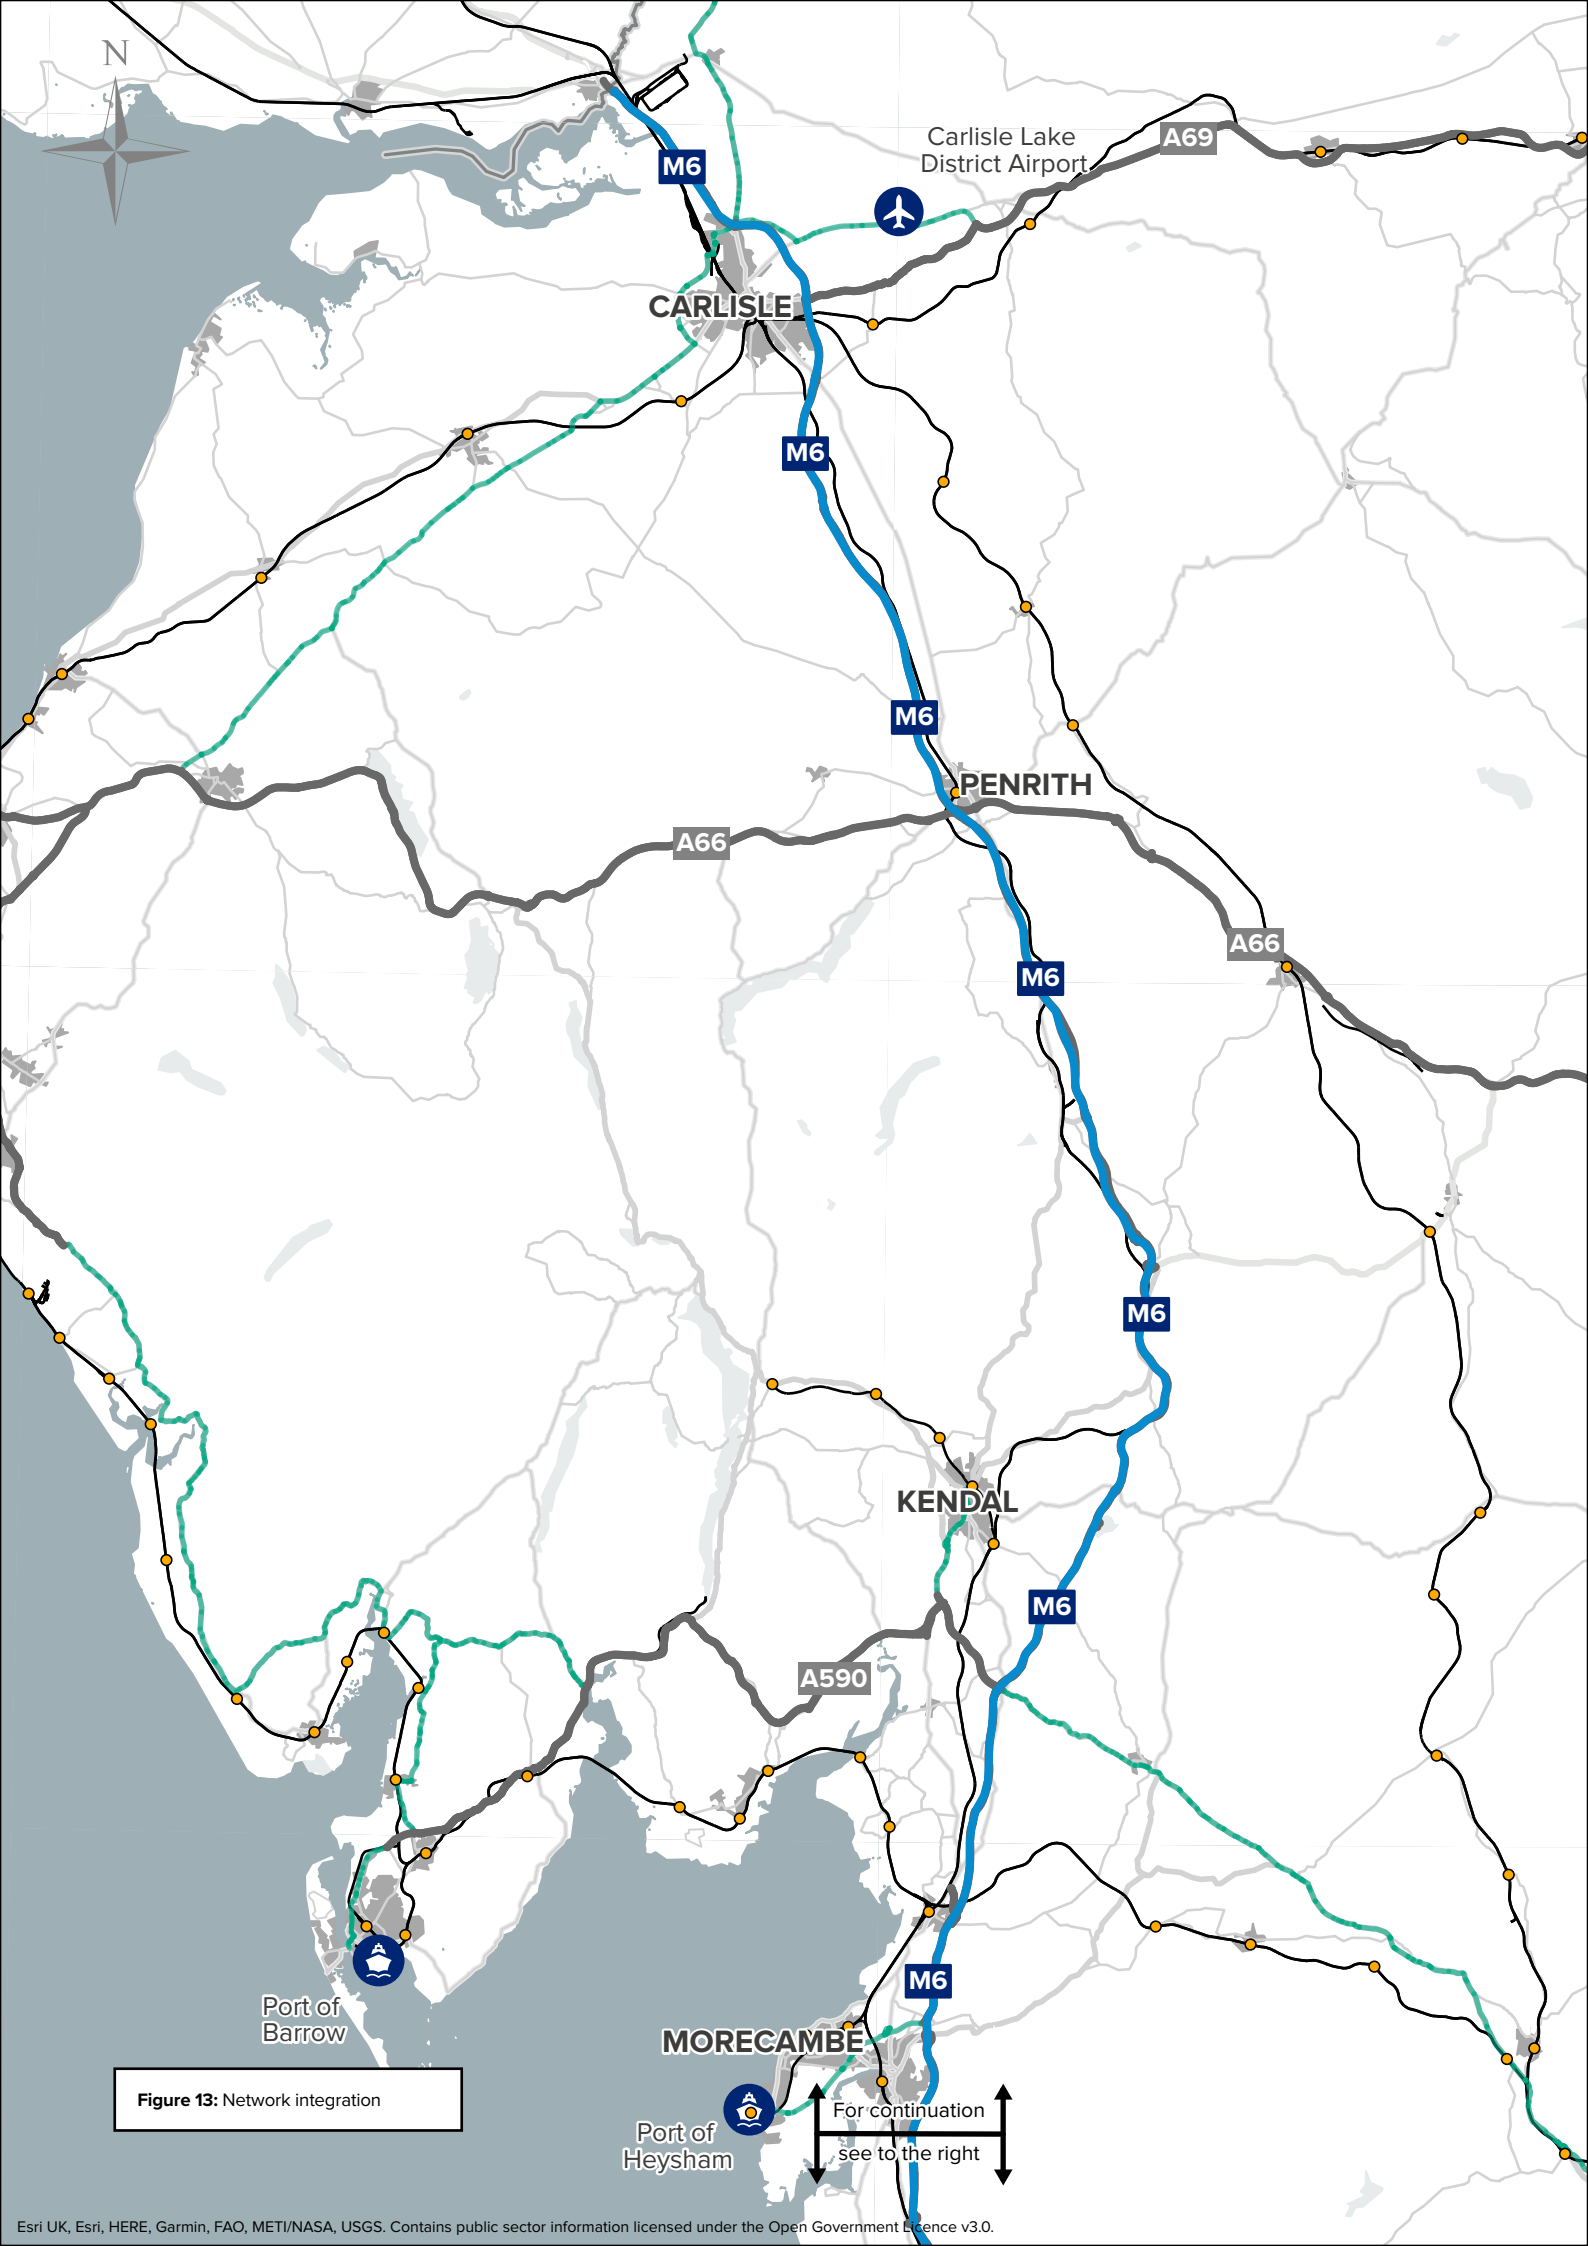 N
Carlisle Lake
District Airport
A69
M6
CARLISLE
M6
M6
PENRITH
A66
A66
M6
M6
KENDAL
M6
A590
M6
Port of
Barrow
MORECAMBE
Figure 13: Network integration
For continuation
see to the right
Port of
Heysham
Esri UK, Esri, HERE, Garmin, FAO, METI/NASA, USGS. Contains public sector information licensed under the Open Government Licence v3.0.